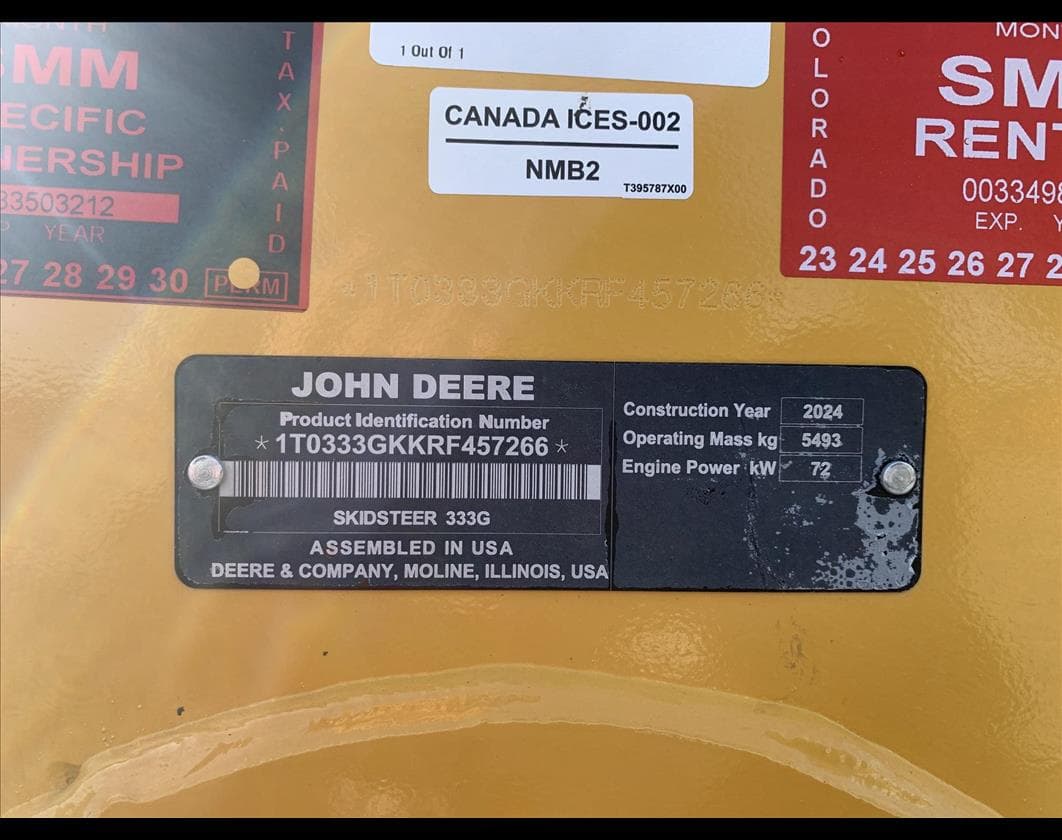 SMM
ECIFIC
NERSHIP
33503212
YEAR
27 28 29 30 PERM
TAX.PAID
1 Out Of 1
CANADA ICES-002
NMB2
T395787X00
COLORADO
MON
SM
REN
003349
EXP.
23 24 25 26 27
1T0333GKKRF457266
JOHN DEERE
Product Identification Number
*1T0333GKKRF457266*
SKIDSTEER 333G
ASSEMBLED IN USA
DEERE & COMPANY, MOLINE, ILLINOIS, USA
Construction Year 2024
Operating Mass kg 5493
Engine Power kW 72